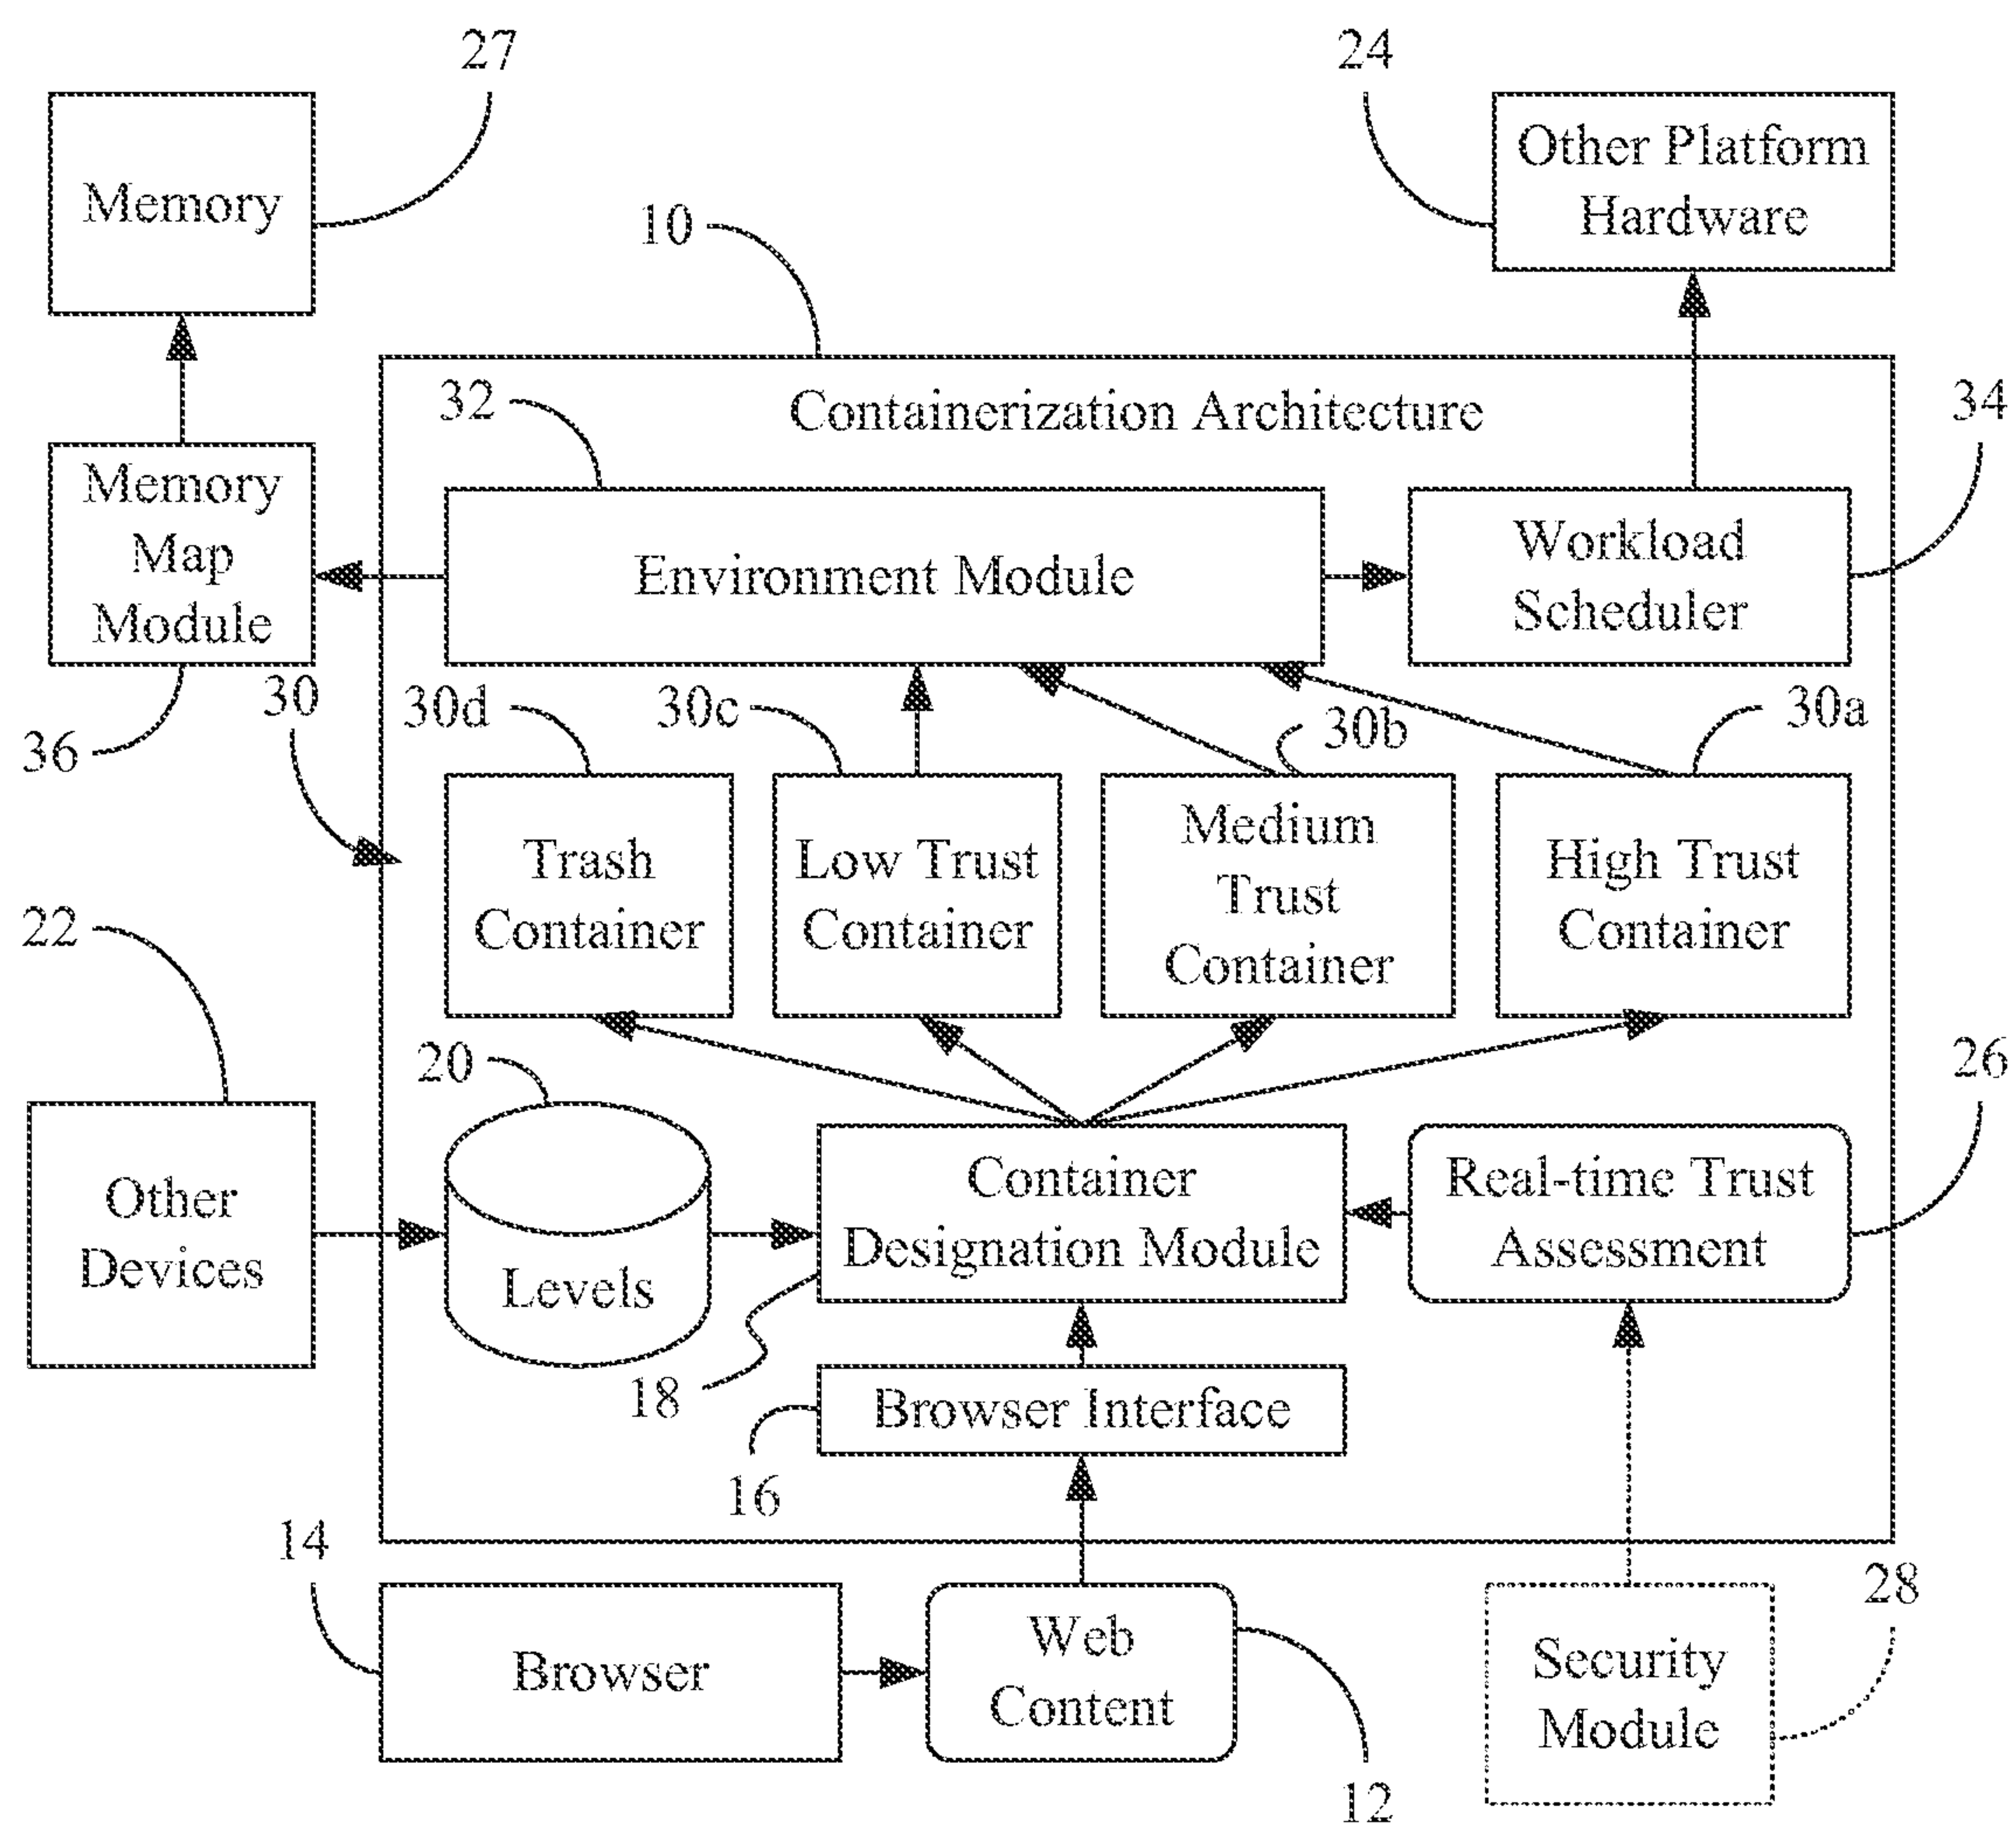 27
24
Memory
Other Platform
Hardware
10
Containerization Architecture
32
34
Memory
Map
Module
Environment Module
Workload
Scheduler
36
30
30d
30c
30b
30a
Trash
Container
Low Trust
Container
Medium
Trust
Container
High Trust
Container
22
20
26
Other
Devices
Levels
Container
Designation Module
Real-time Trust
Assessment
18
Browser Interface
16
14
Browser
Web
Content
Security
Module
28
12